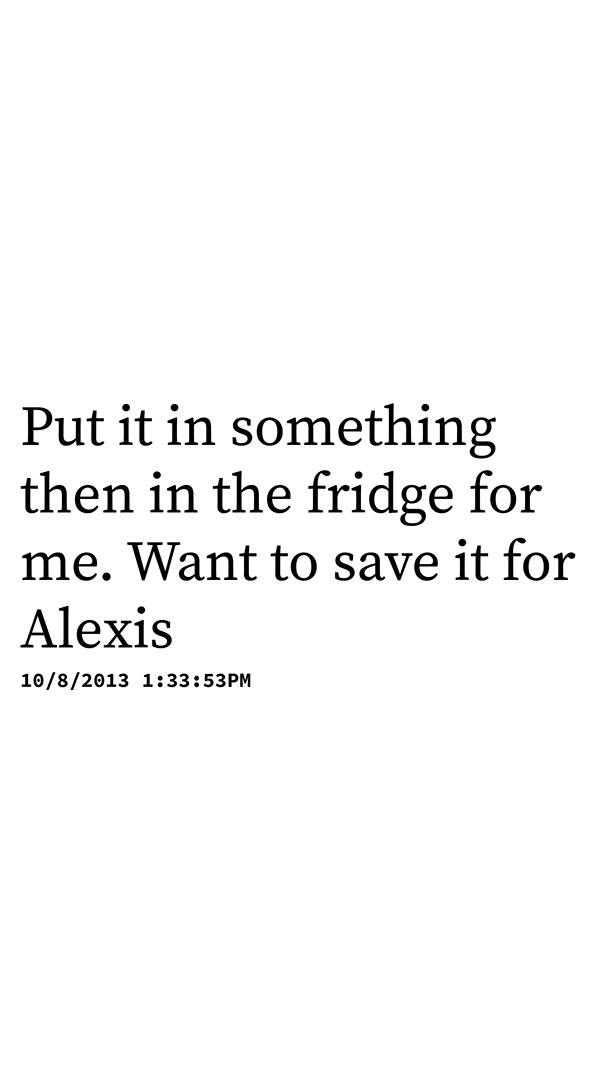 Put it in something
then in the fridge for
me. Want to save it for
Alexis
10/8/2013 1:33:53PM